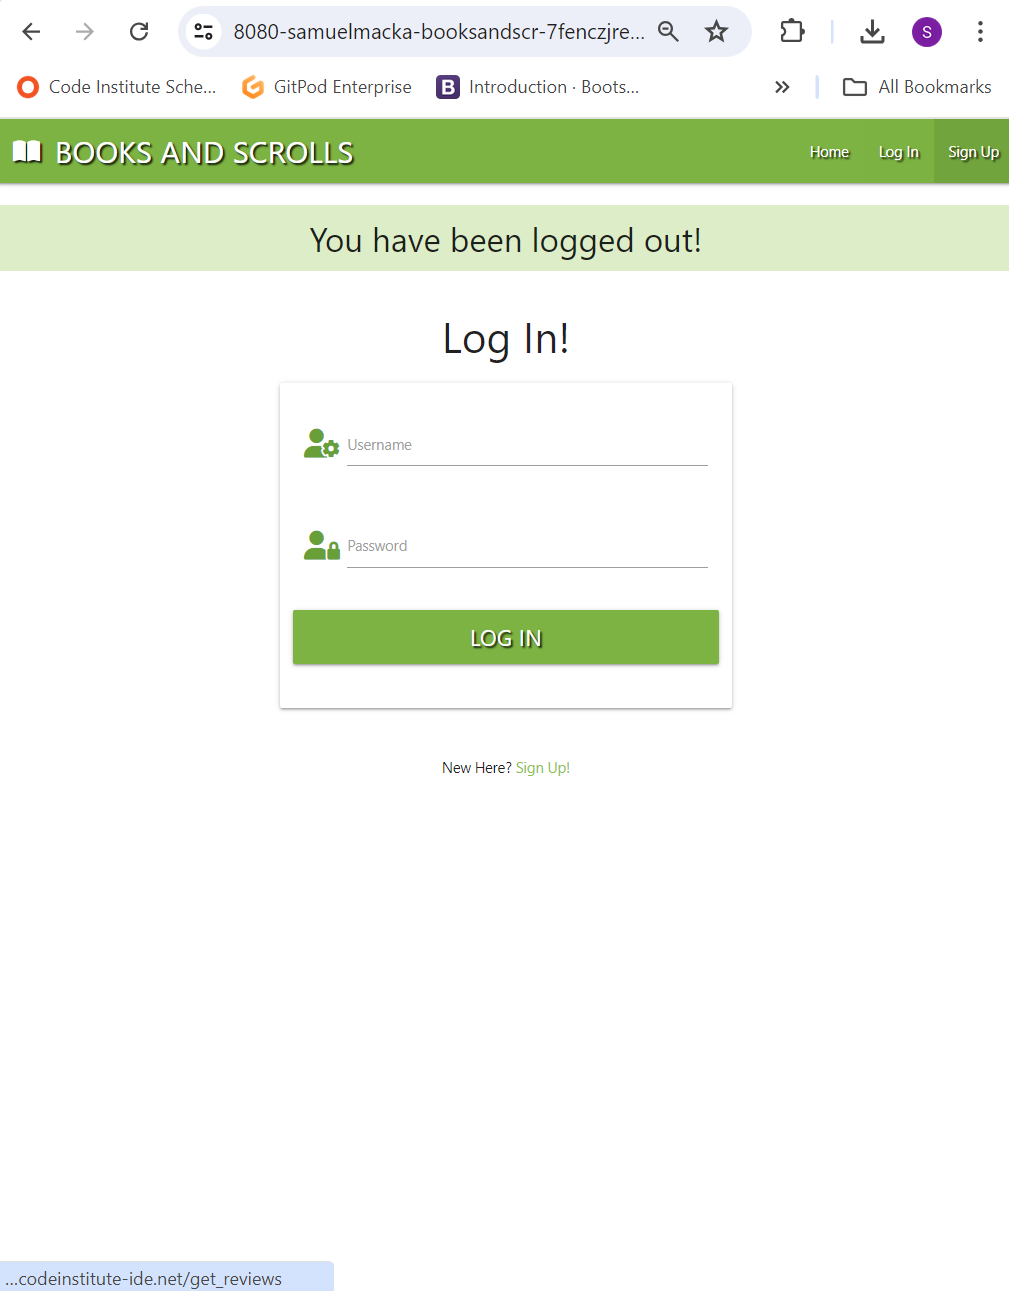 8080-samuelmacka-booksandscr-7fenczjre...
S
Code Institute Sche...
GitPod Enterprise
B
Introduction · Boots...
All Bookmarks
BOOKS AND SCROLLS
Home
Log In
Sign Up
You have been logged out!
Log In!
Username
Password
LOG IN
New Here? Sign Up!
...codeinstitute-ide.net/get_reviews